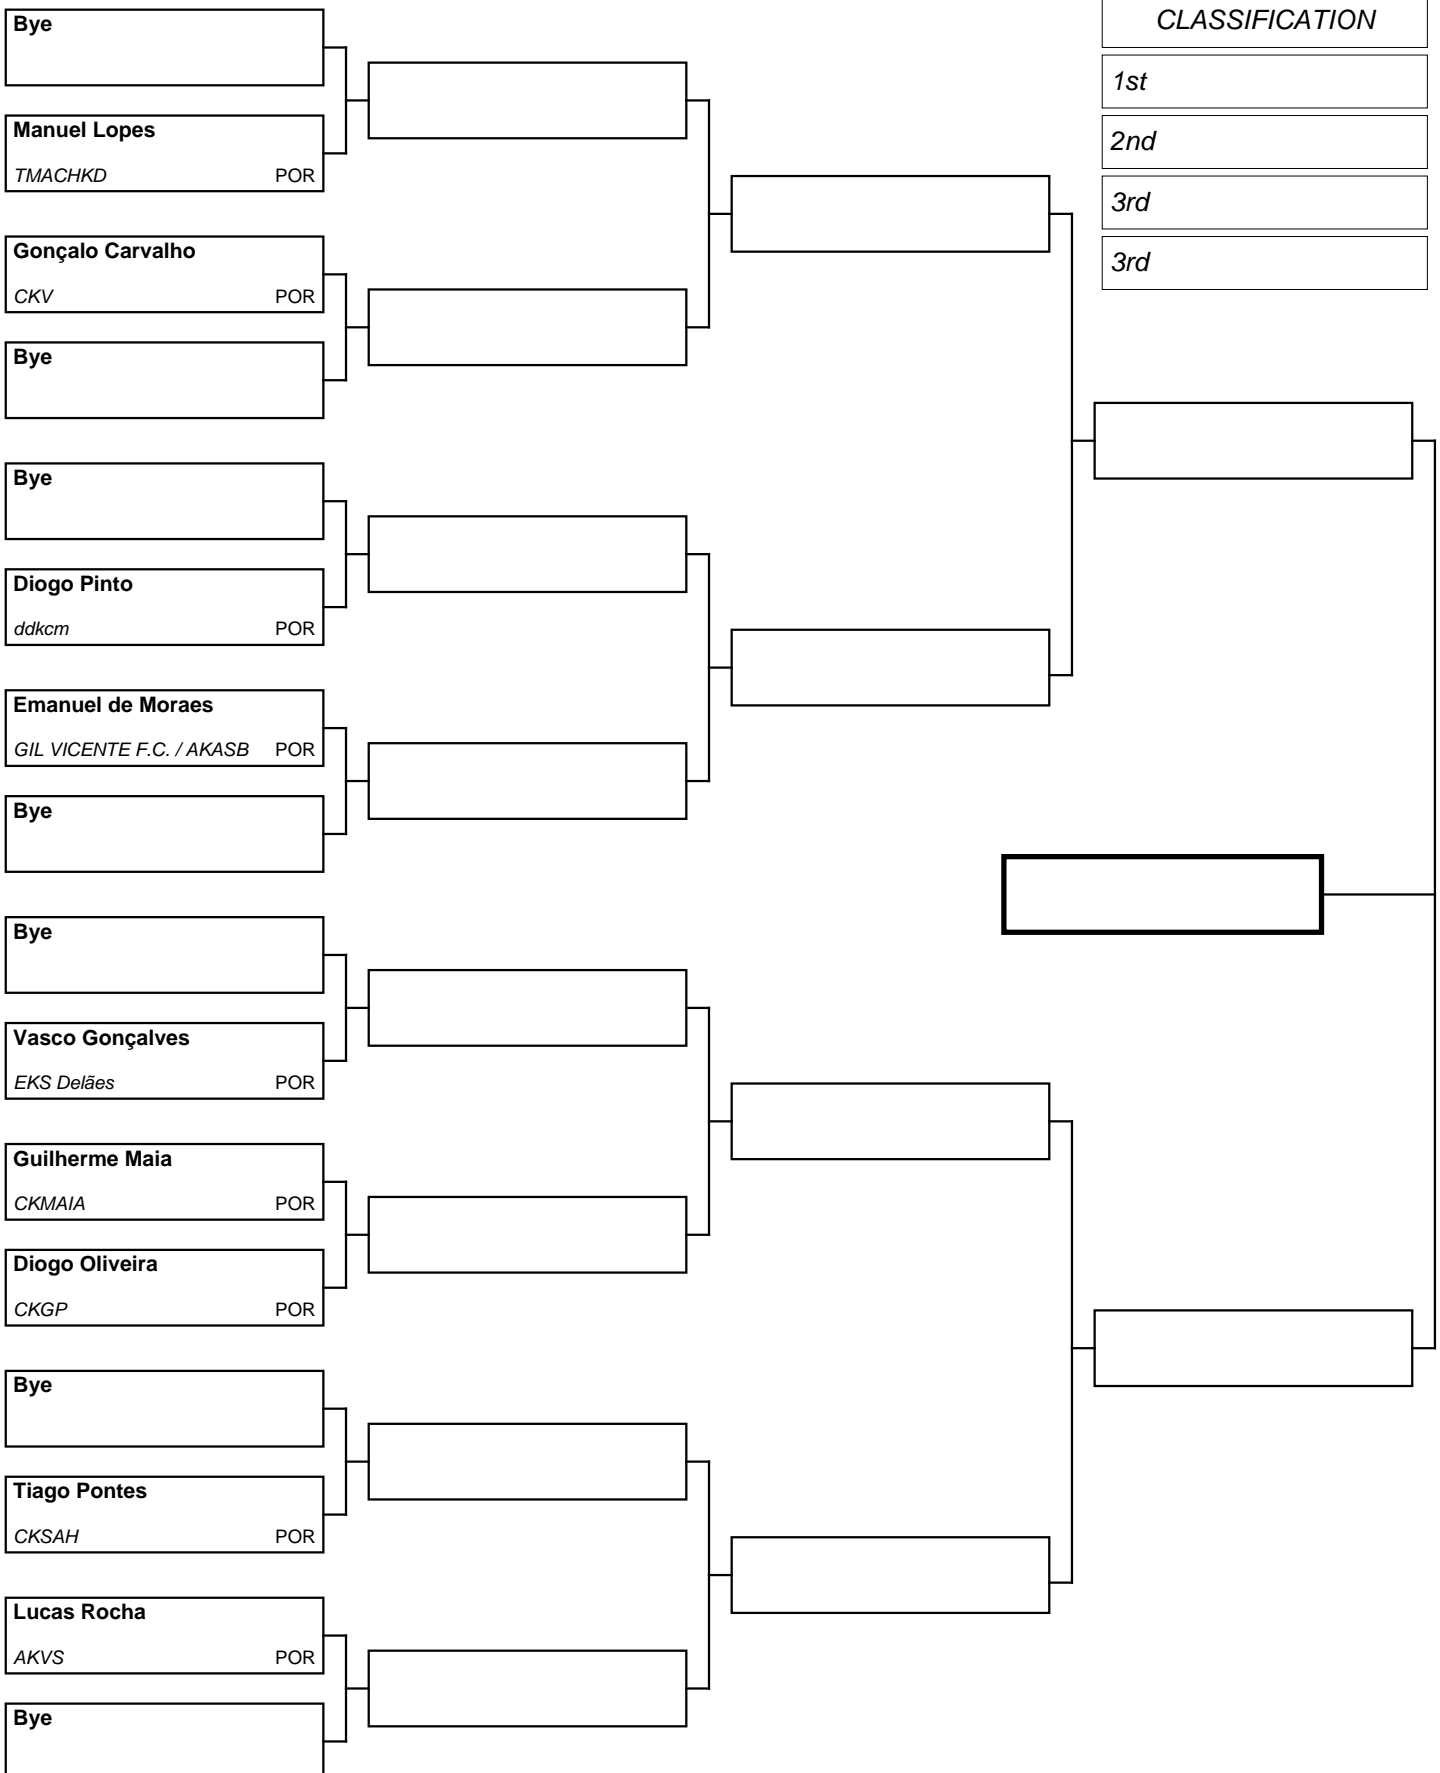 Bye
Manuel Lopes
TMACHKD POR
Gonçalo Carvalho
CKV POR
Bye
Bye
Diogo Pinto
ddkcm POR
Emanuel de Moraes
GIL VICENTE F.C. / AKASB POR
Bye
Bye
Vasco Gonçalves
EKS Delães POR
Guilherme Maia
CKMAIA POR
Diogo Oliveira
CKGP POR
Bye
Tiago Pontes
CKSAH POR
Lucas Rocha
AKVS POR
Bye
CLASSIFICATION
1st
2nd
3rd
3rd